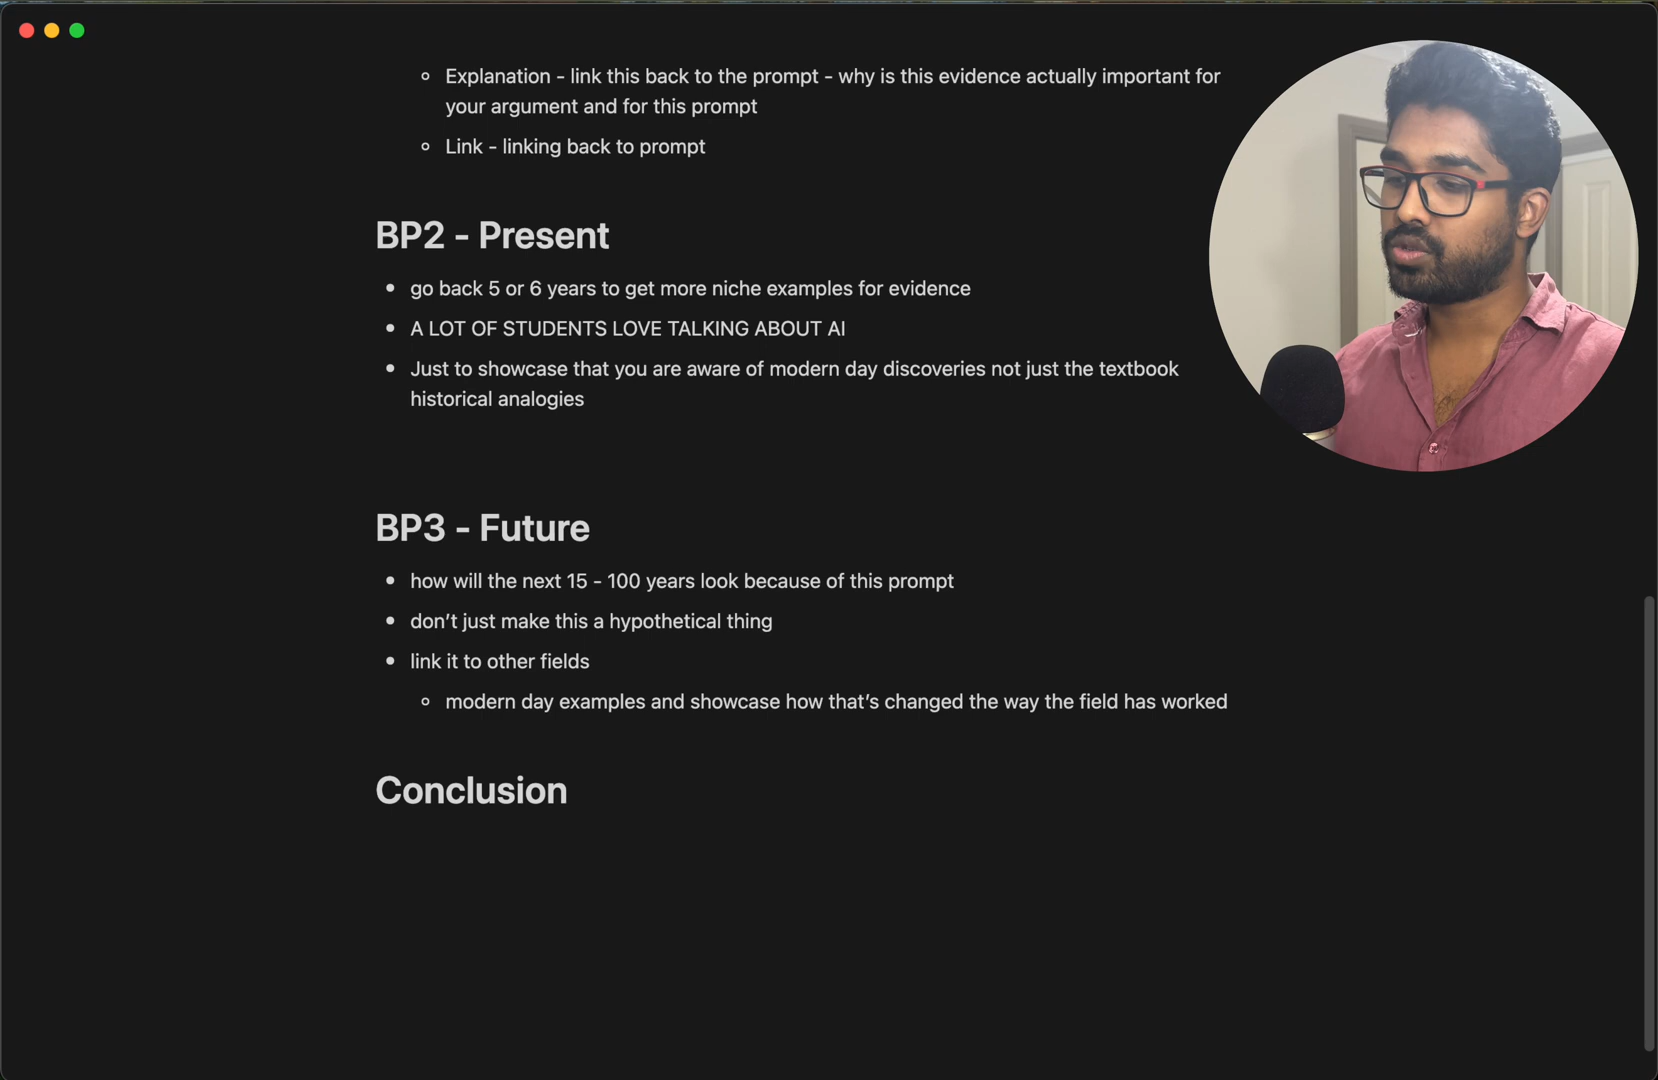 Explanation - link this back to the prompt - why is this evidence actually important for
your argument and for this prompt
Link - linking back to prompt
BP2 - Present
go back 5 or 6 years to get more niche examples for evidence
A LOT OF STUDENTS LOVE TALKING ABOUT AI
Just to showcase that you are aware of modern day discoveries not just the textbook
historical analogies
BP3 - Future
how will the next 15 - 100 years look because of this prompt
don’t just make this a hypothetical thing
link it to other fields
modern day examples and showcase how that’s changed the way the field has worked
Conclusion